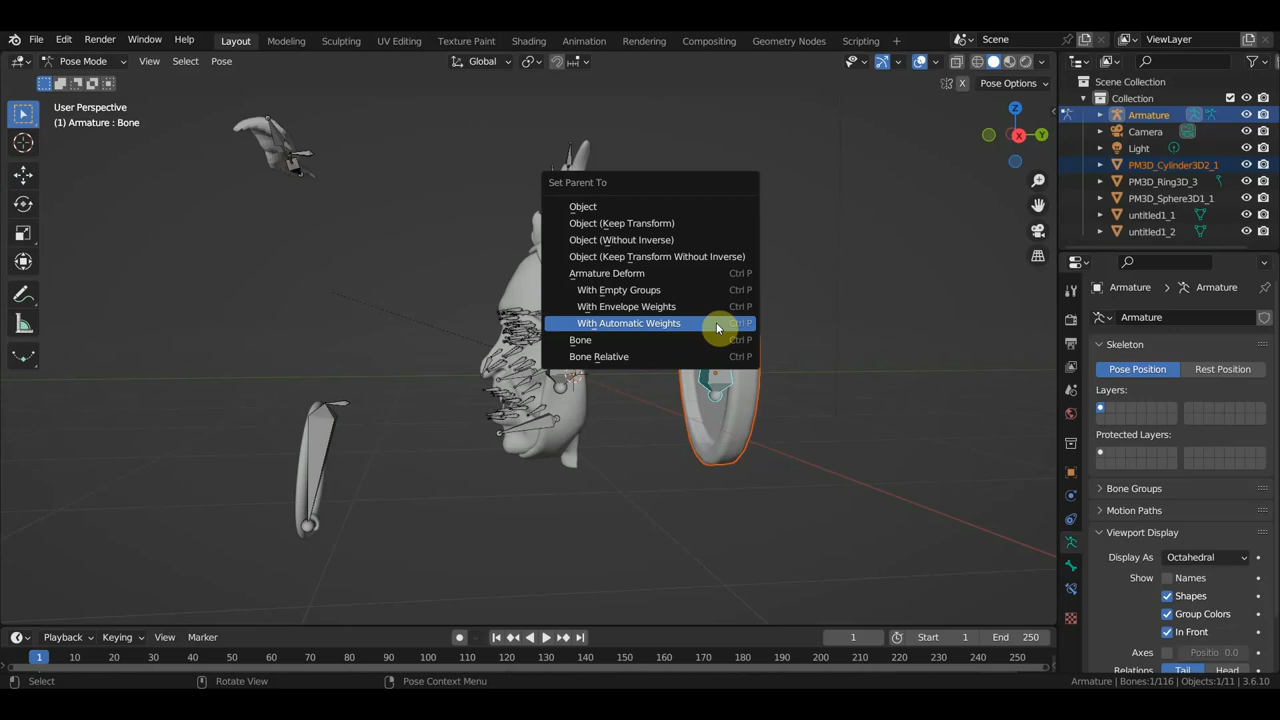 File Edit Render Window Help Layout Modeling Sculpting UV Editing Texture Paint Shading Animation Rendering Compositing Geometry Nodes Scripting + Scene ViewLayer
Pose Mode View Select Pose Global
X Pose Options
User Perspective
(1) Armature : Bone
Z
Y
X
Scene Collection
Collection
Armature
Camera
Light
PM3D_Cylinder3D2_1
PM3D_Ring3D_3
PM3D_Sphere3D1_1
untitled1_1
untitled1_2
Set Parent To
Object
Object (Keep Transform)
Object (Without Inverse)
Object (Keep Transform Without Inverse)
Armature Deform Ctrl P
With Empty Groups Ctrl P
With Envelope Weights Ctrl P
With Automatic Weights Ctrl P
Bone Ctrl P
Bone Relative Ctrl P
Armature > Armature
Armature
Skeleton
Pose Position Rest Position
Layers:
Protected Layers:
Bone Groups
Motion Paths
Viewport Display
Display As Octahedral
Show Names
Shapes
Group Colors
In Front
Axes Positio 0.0
Relations Tail Head
Playback Keying View Marker 1 Start 1 End 250
1 10 20 30 40 50 60 70 80 90 100 110 120 130 140 150 160 170 180 190 200 210 220 230 240 250
Select Rotate View Pose Context Menu Armature | Bones:1/116 | Objects:1/11 | 3.6.10